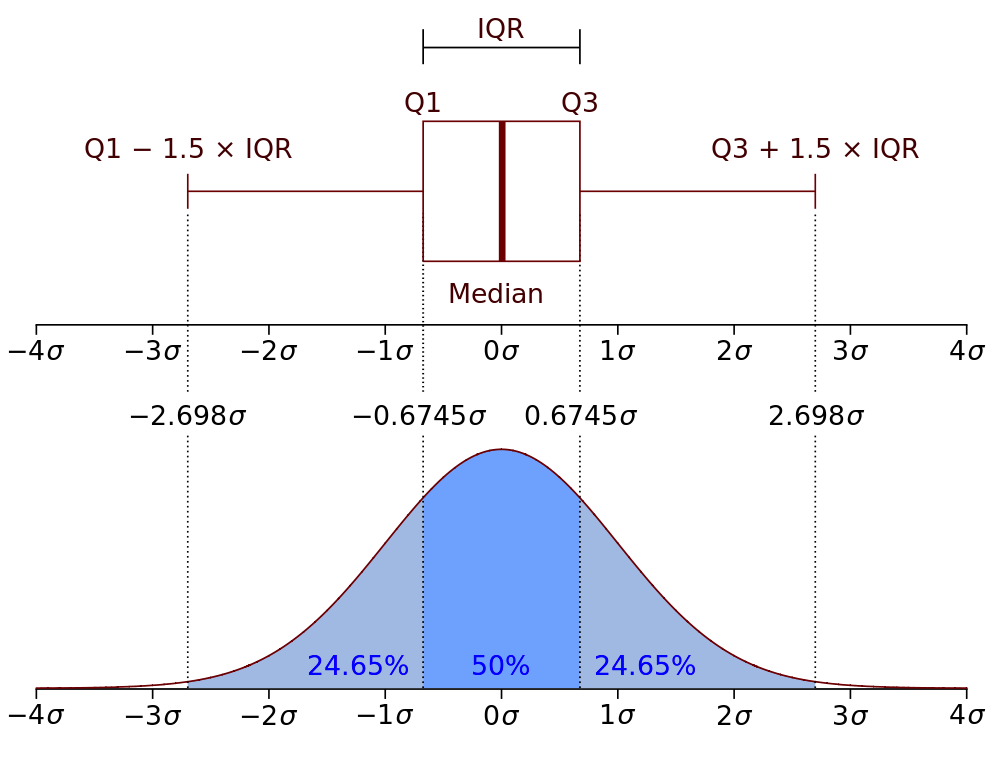 IQR
Q1 Q3
Q1 − 1.5 × IQR Q3 + 1.5 × IQR
Median
−4σ −3σ −2σ −1σ 0σ 1σ 2σ 3σ 4σ
−2.698σ −0.6745σ 0.6745σ 2.698σ
24.65% 50% 24.65%
−4σ −3σ −2σ −1σ 0σ 1σ 2σ 3σ 4σ